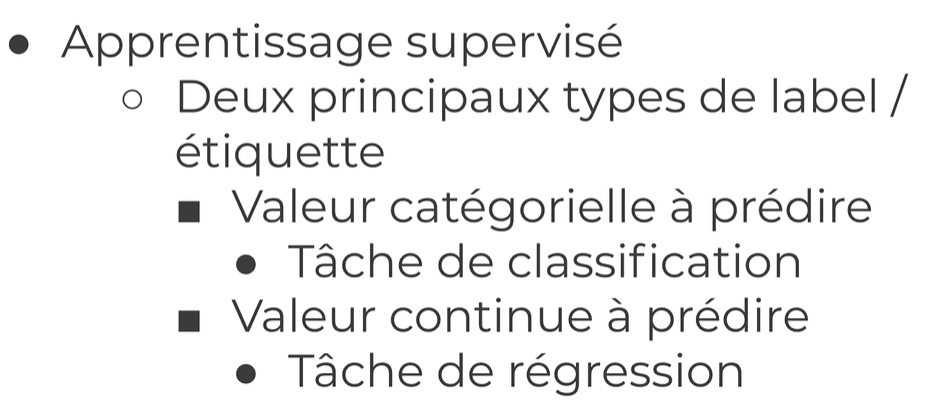 ● Apprentissage supervisé
○ Deux principaux types de label /
étiquette
■ Valeur catégorielle à prédire
● Tâche de classification
■ Valeur continue à prédire
● Tâche de régression